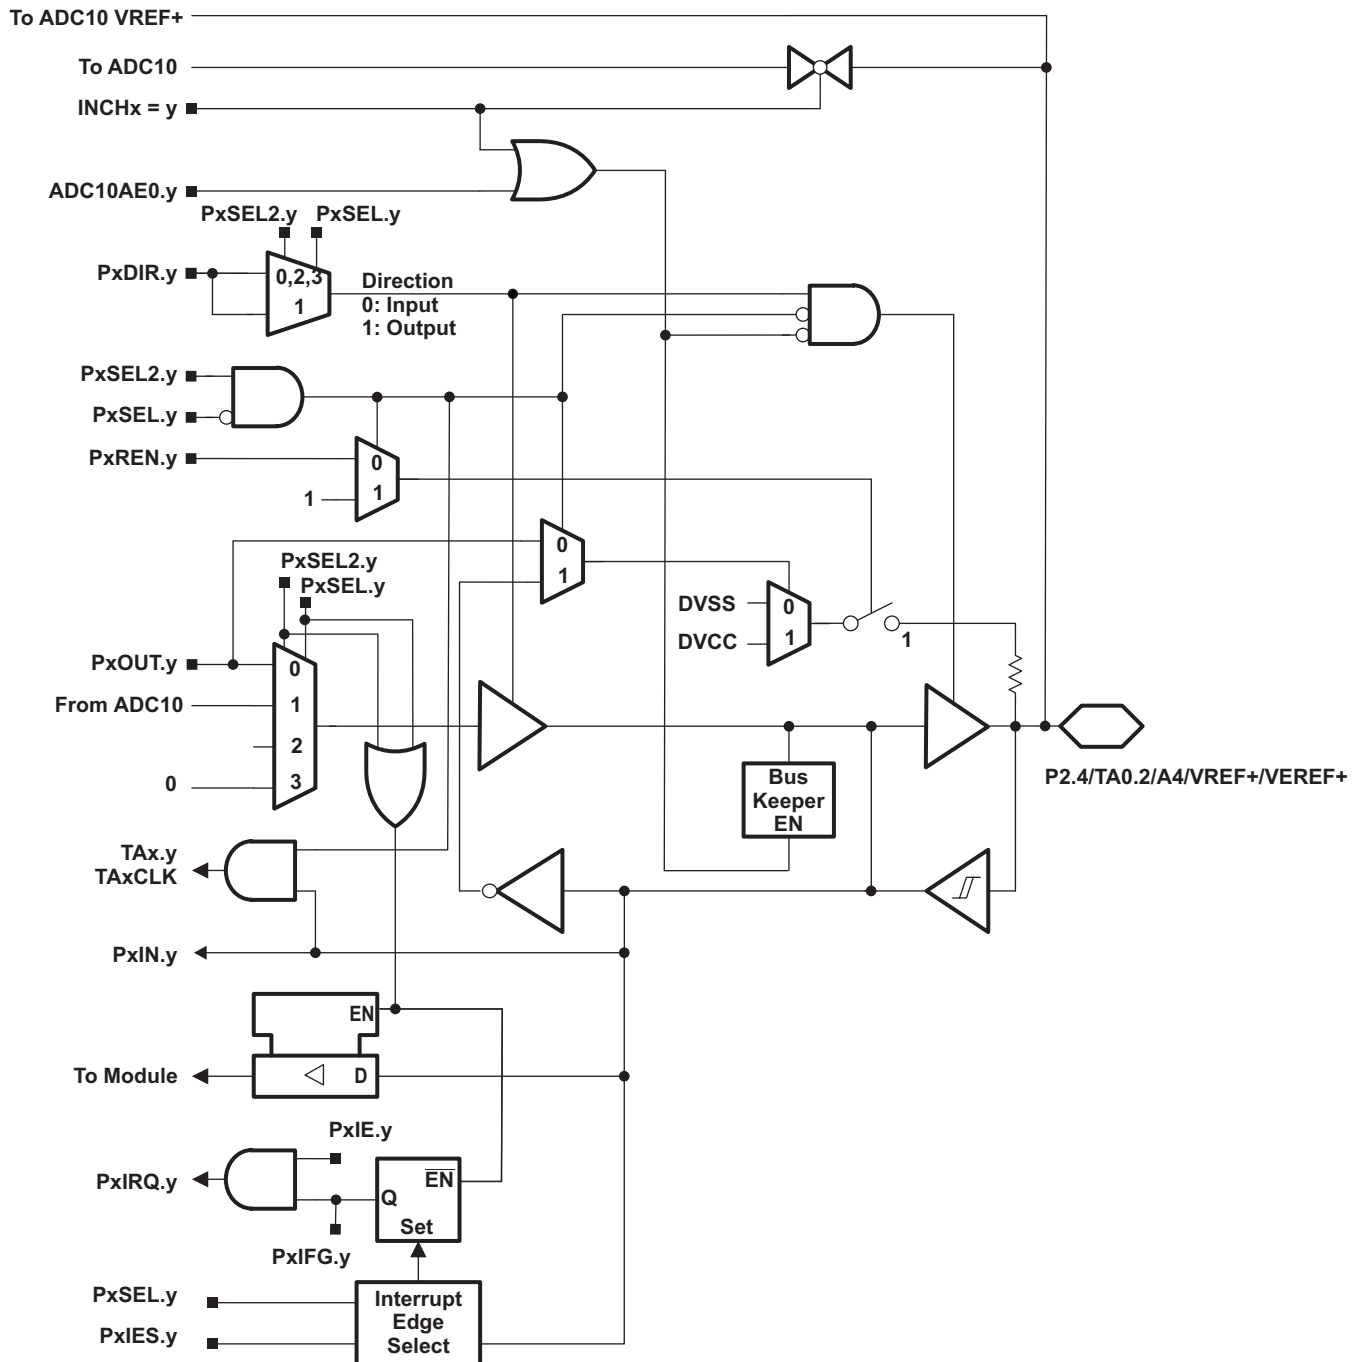 To ADC10 VREF+
To ADC10
INCHx = y
ADC10AE0.y
PxSEL2.y PxSEL.y
PxDIR.y
0,2,3
1
Direction
0: Input
1: Output
PxSEL2.y
PxSEL.y
PxREN.y
0
1
1
0
1
PxSEL2.y
PxSEL.y
DVSS
DVCC
0
1
1
PxOUT.y
From ADC10
0
0
1
2
3
Bus
Keeper
EN
P2.4/TA0.2/A4/VREF+/VEREF+
TAx.y
TAxCLK
PxIN.y
EN
To Module
D
PxIE.y
PxIRQ.y
EN
Q
Set
PxIFG.y
PxSEL.y
PxIES.y
Interrupt
Edge
Select